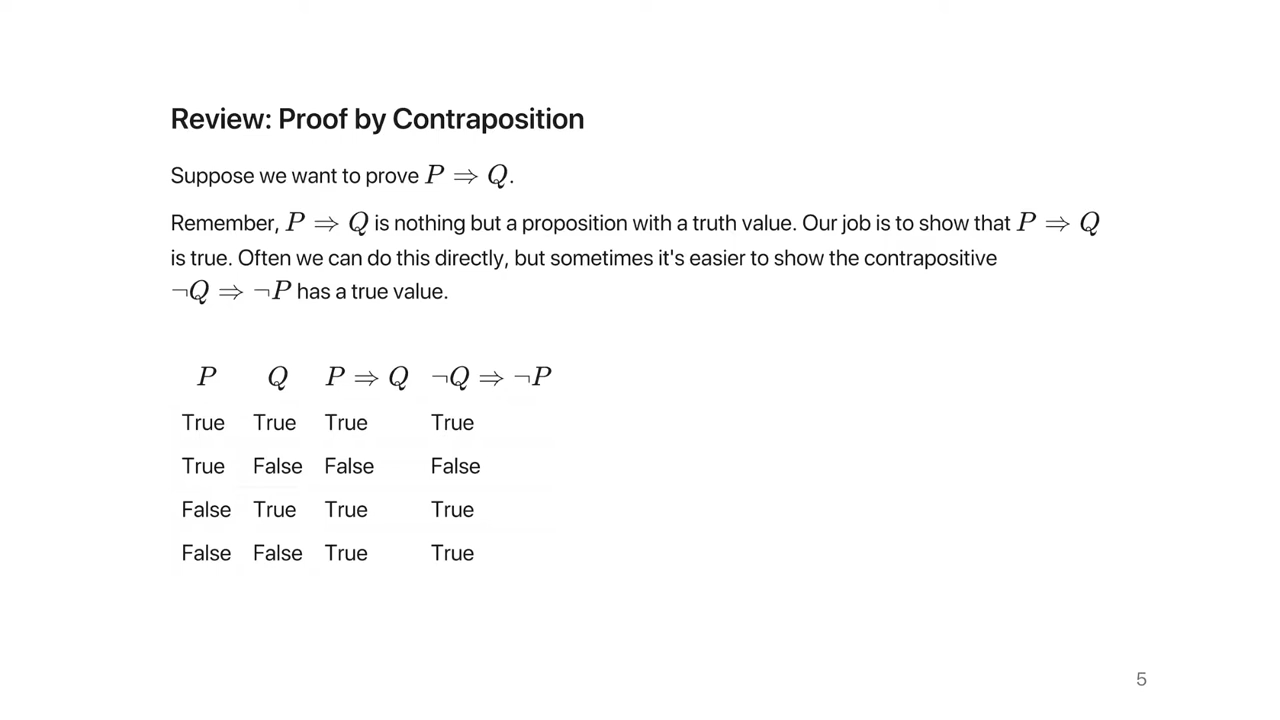 Review: Proof by Contraposition
Suppose we want to prove P ⇒ Q.
Remember, P ⇒ Q is nothing but a proposition with a truth value. Our job is to show that P ⇒ Q
is true. Often we can do this directly, but sometimes it's easier to show the contrapositive
¬Q ⇒ ¬P has a true value.
P Q P ⇒ Q ¬Q ⇒ ¬P
True True True True
True False False False
False True True True
False False True True
5